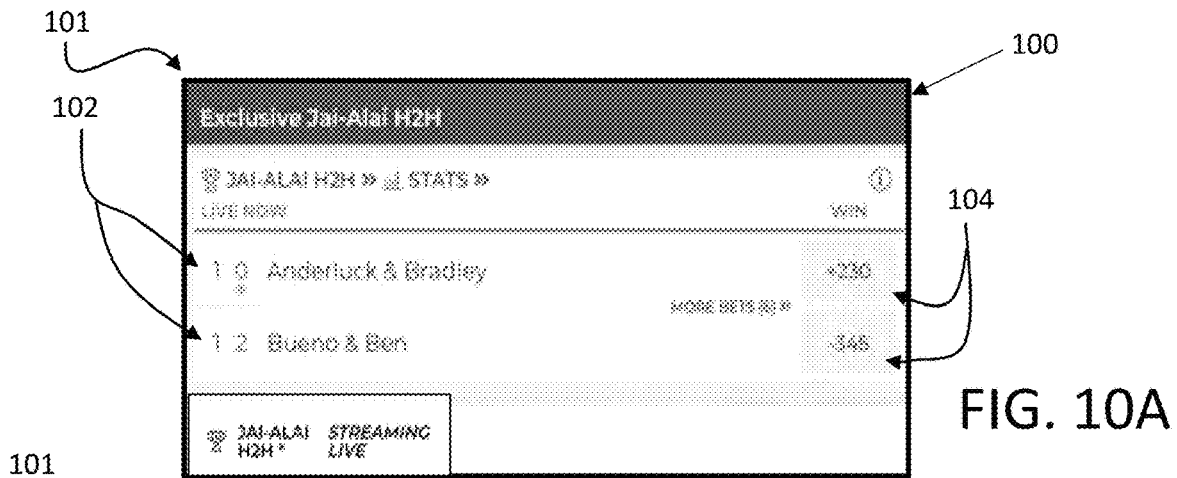 101
100
102
Exclusive Jai-Alai H2H
JAI-ALAI H2H » STATS »
LIVE NOW
WIN
104
1 0 Anderluck & Bradley
+230
MORE BETS (6) »
1 2 Bueno & Ben
-345
FIG. 10A
JAI-ALAI STREAMING
H2H * LIVE
101